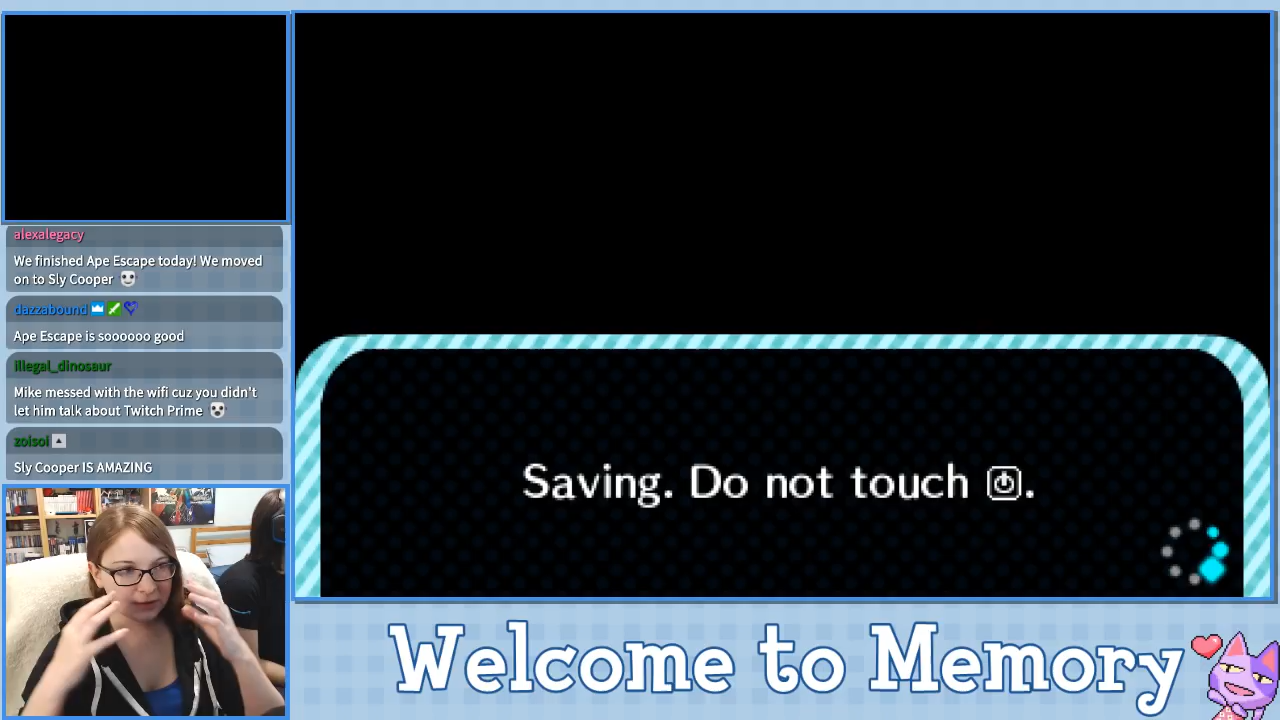 alexalegacy
We finished Ape Escape today! We moved
on to Sly Cooper
dazzabound
Ape Escape is soooooo good
illegal_dinosaur
Mike messed with the wifi cuz you didn't
let him talk about Twitch Prime
zolsol
Sly Cooper IS AMAZING
Saving. Do not touch .
Welcome to Memory